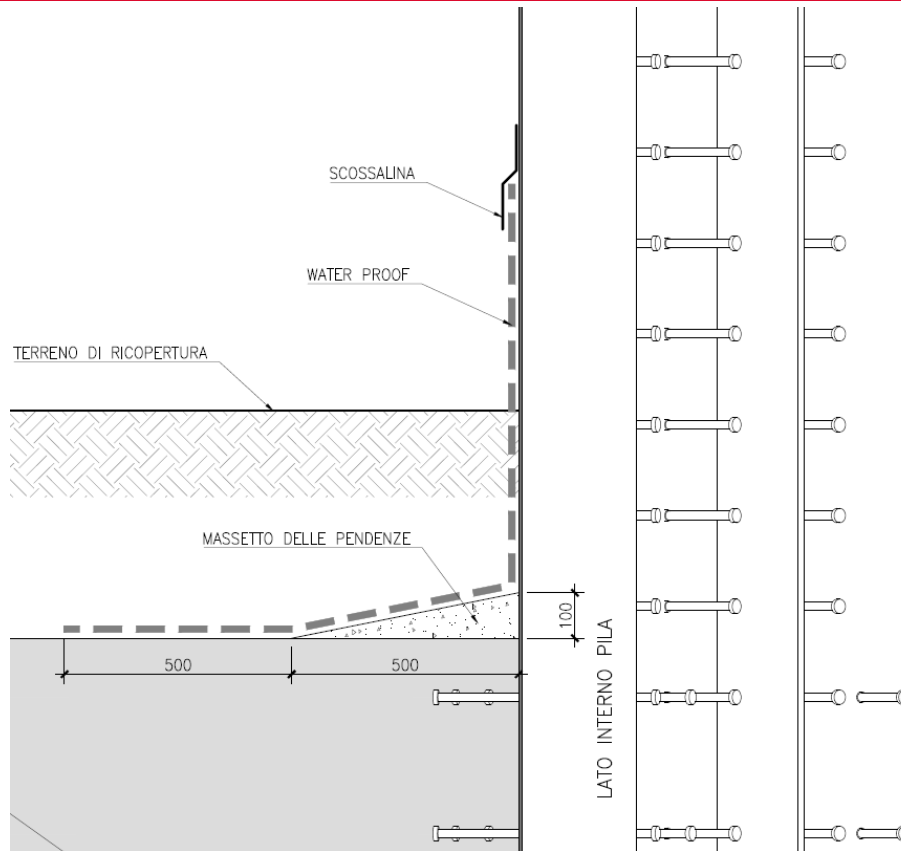 SCOSSALINA
WATER PROOF
TERRENO DI RICOPERTURA
MASSETTO DELLE PENDENZE
100
500
500
LATO INTERNO PILA